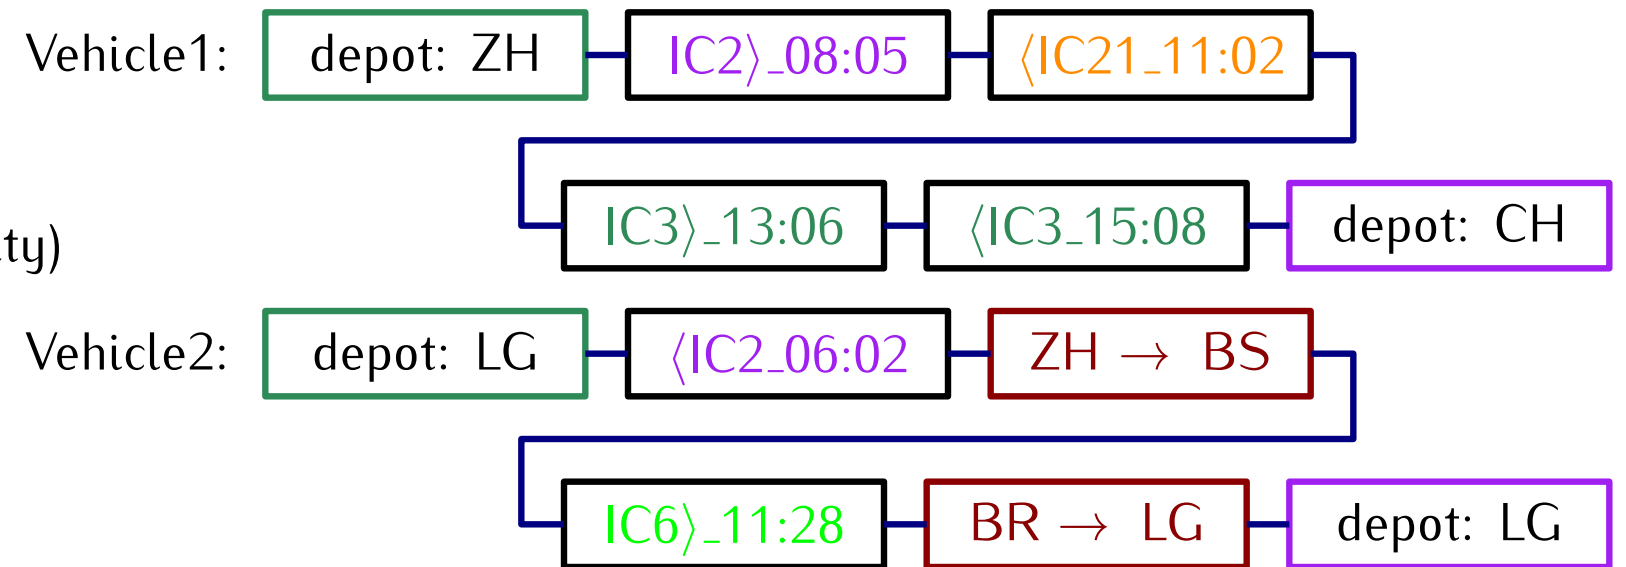 Vehicle1: depot: ZH IC2⟩_08:05 ⟨IC21_11:02
IC3⟩_13:06 ⟨IC3_15:08 depot: CH
ty)
Vehicle2: depot: LG ⟨IC2_06:02 ZH → BS
IC6⟩_11:28 BR → LG depot: LG